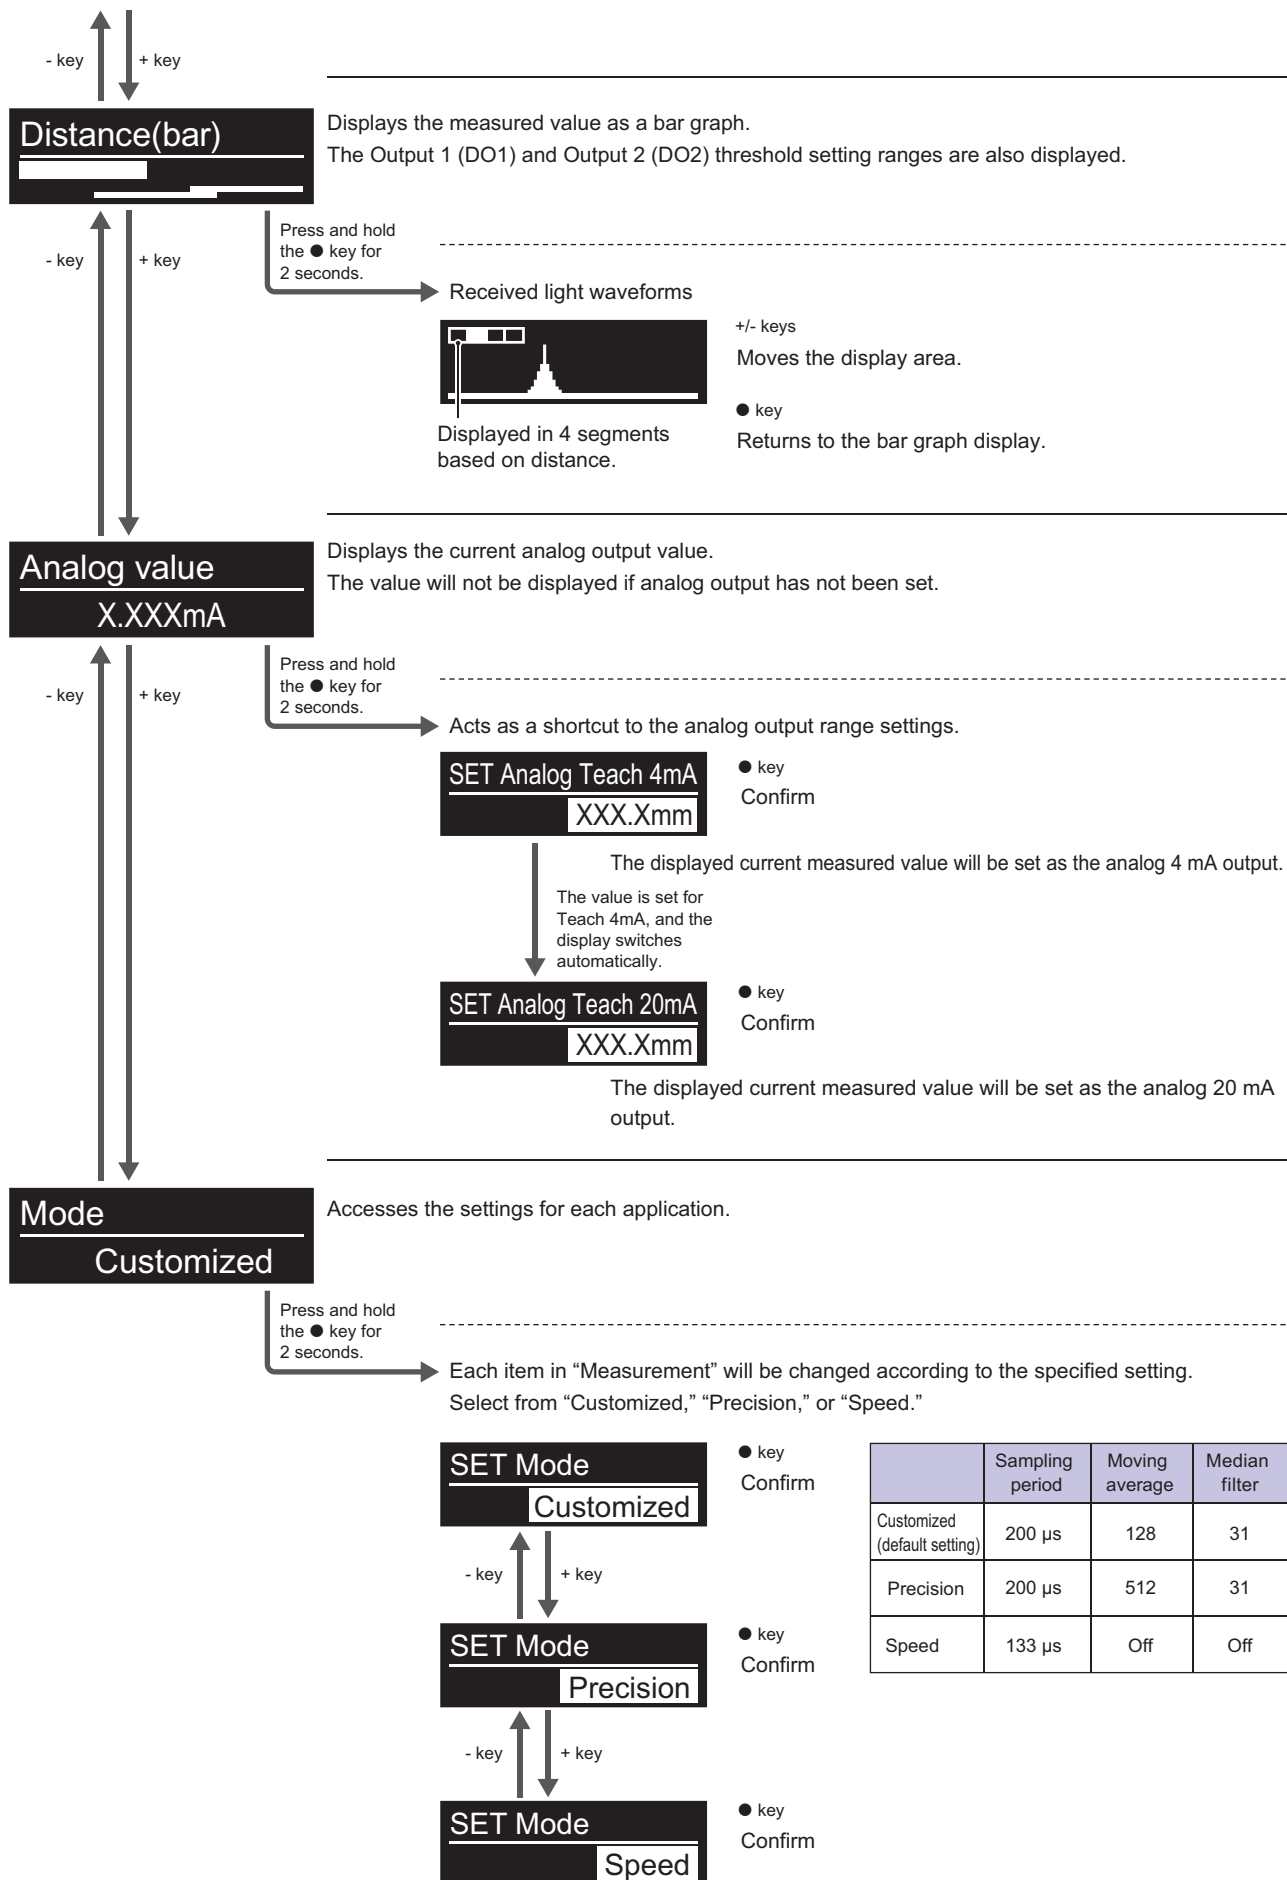 - key
+ key
Distance(bar)
Displays the measured value as a bar graph.
The Output 1 (DO1) and Output 2 (DO2) threshold setting ranges are also displayed.
- key
+ key
Press and hold
the ● key for
2 seconds.
Received light waveforms
Displayed in 4 segments
based on distance.
+/- keys
Moves the display area.
● key
Returns to the bar graph display.
Analog value
X.XXXmA
Displays the current analog output value.
The value will not be displayed if analog output has not been set.
- key
+ key
Press and hold
the ● key for
2 seconds.
Acts as a shortcut to the analog output range settings.
SET Analog Teach 4mA
XXX.Xmm
● key
Confirm
The displayed current measured value will be set as the analog 4 mA output.
The value is set for
Teach 4mA, and the
display switches
automatically.
SET Analog Teach 20mA
XXX.Xmm
● key
Confirm
The displayed current measured value will be set as the analog 20 mA
output.
Mode
Customized
Accesses the settings for each application.
Press and hold
the ● key for
2 seconds.
Each item in “Measurement” will be changed according to the specified setting.
Select from “Customized,” “Precision,” or “Speed.”
SET Mode
Customized
● key
Confirm
- key
+ key
SET Mode
Precision
● key
Confirm
- key
+ key
SET Mode
Speed
● key
Confirm
Sampling period Moving average Median filter
Customized (default setting) 200 µs 128 31
Precision 200 µs 512 31
Speed 133 µs Off Off